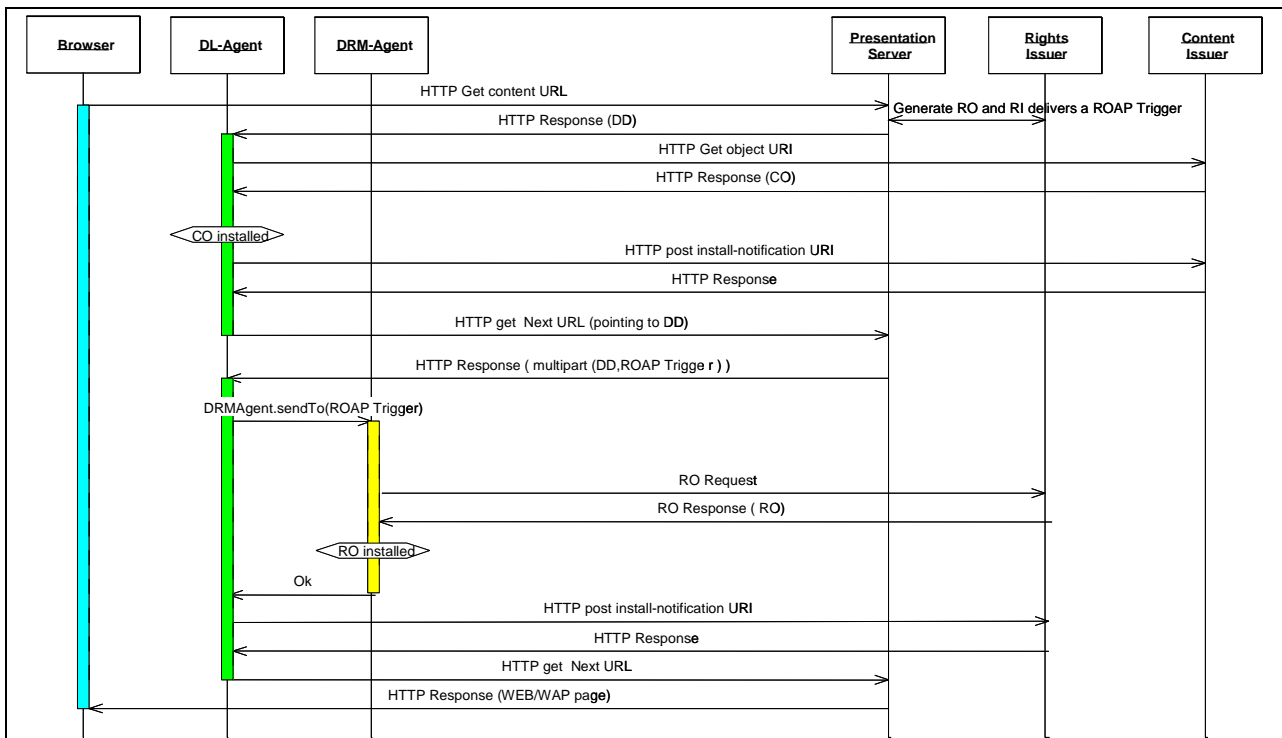 Browser
DL-Agent
DRM-Agent
Presentation
Server
Rights
Issuer
Content
Issuer
HTTP Get content URL
Generate RO and RI delivers a ROAP Trigger
HTTP Response (DD)
HTTP Get object URI
HTTP Response (CO)
CO installed
HTTP post install-notification URI
HTTP Response
HTTP get  Next URL (pointing to DD)
HTTP Response ( multipart (DD,ROAP Trigge r ) )
DRMAgent.sendTo(ROAP Trigger)
RO Request
RO Response ( RO)
RO installed
Ok
HTTP post install-notification URI
HTTP Response
HTTP get  Next URL
HTTP Response (WEB/WAP page)